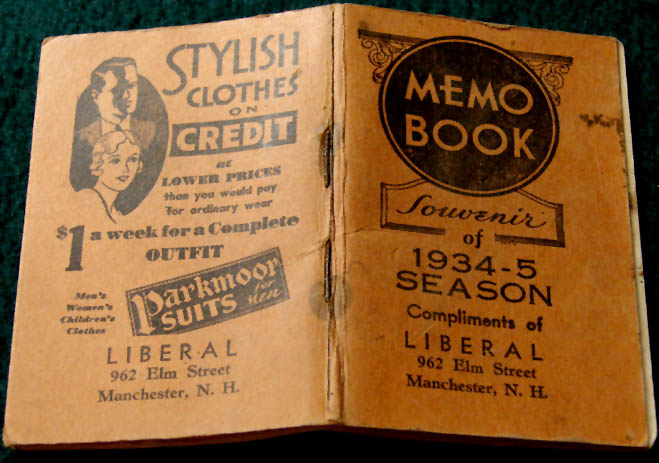 STYLISH
CLOTHES
ON
CREDIT
at
LOWER PRICES
than you would pay
for ordinary wear
$1 a week for a Complete
OUTFIT
Men's
Women's
Children's
Clothes
Parkmoor
SUITS for Men
LIBERAL
962 Elm Street
Manchester, N. H.
MEMO
BOOK
Souvenir
of
1934-5
SEASON
Compliments of
LIBERAL
962 Elm Street
Manchester, N. H.